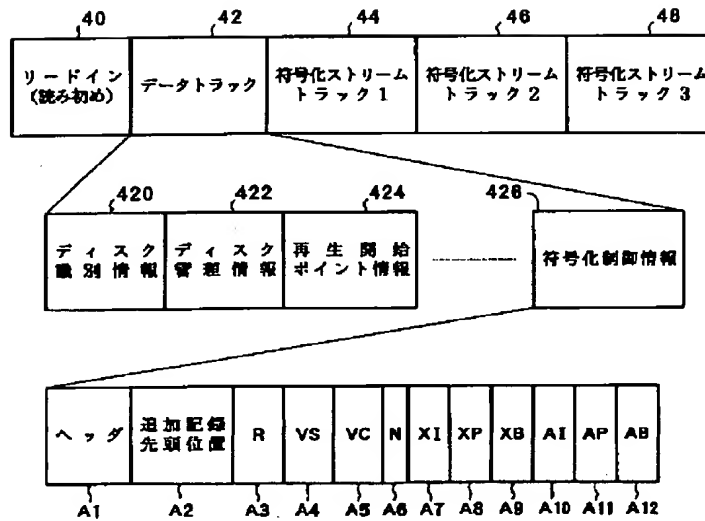 40 42 44 46 48
リードイン
(読み初め)
データトラック
符号化ストリーム
トラック1
符号化ストリーム
トラック2
符号化ストリーム
トラック3
420 422 424 426
ディスク
識別情報
ディスク
管理情報
再生開始
ポイント情報
符号化制御情報
ヘッダ
追加記録
先頭位置
R VS VC N XI XP XB AI AP AB
A1 A2 A3 A4 A5 A6 A7 A8 A9 A10 A11 A12